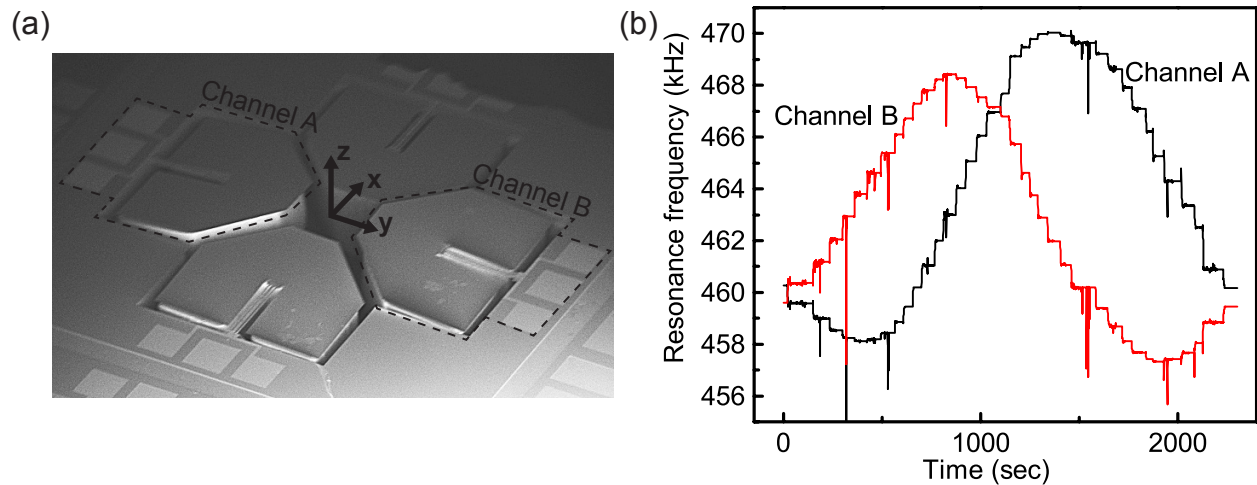 (a)
Channel A
z
x
y
Channel B
(b)
Resonance frequency (kHz)
470
468
466
464
462
460
458
456
Channel B
Channel A
0
1000
2000
Time (sec)